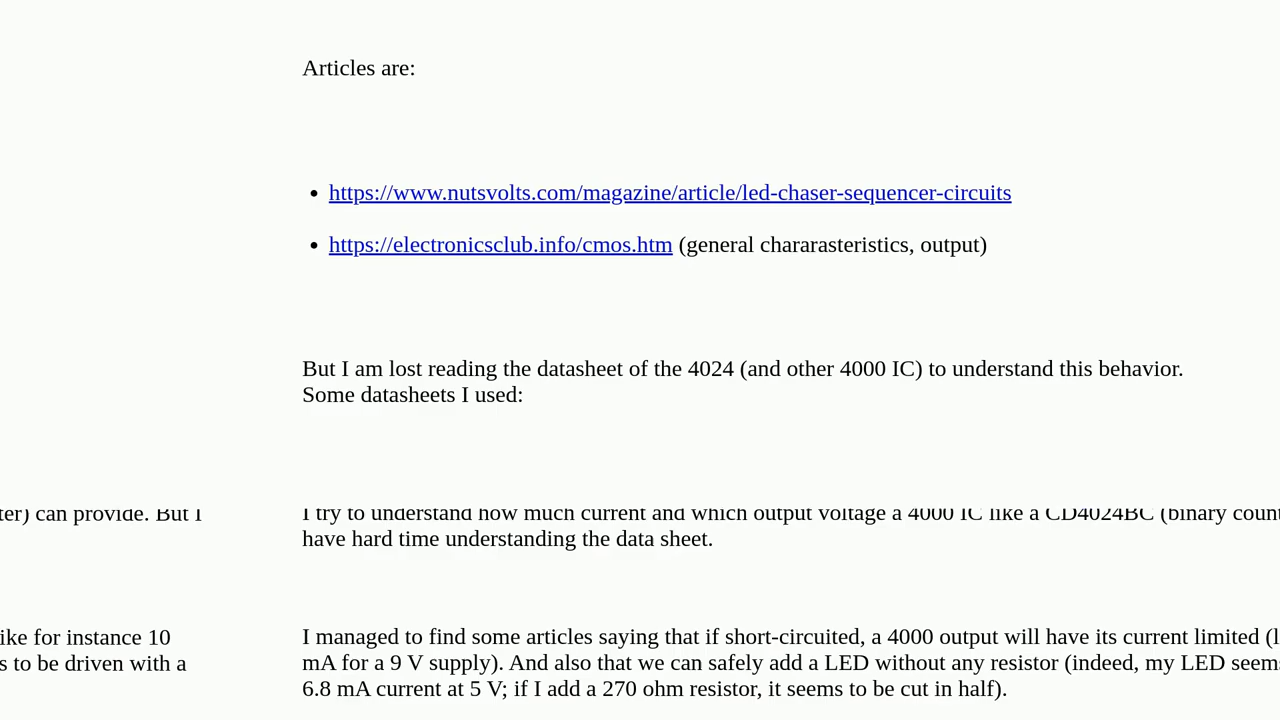 Articles are:
https://www.nutsvolts.com/magazine/article/led-chaser-sequencer-circuits
https://electronicsclub.info/cmos.htm (general chararasteristics, output)
But I am lost reading the datasheet of the 4024 (and other 4000 IC) to understand this behavior.
Some datasheets I used:
ter) can provide. But I
I try to understand how much current and which output voltage a 4000 IC like a CD4024BC (binary coun
have hard time understanding the data sheet.
ike for instance 10
s to be driven with a
I managed to find some articles saying that if short-circuited, a 4000 output will have its current limited (l
mA for a 9 V supply). And also that we can safely add a LED without any resistor (indeed, my LED seem
6.8 mA current at 5 V; if I add a 270 ohm resistor, it seems to be cut in half).